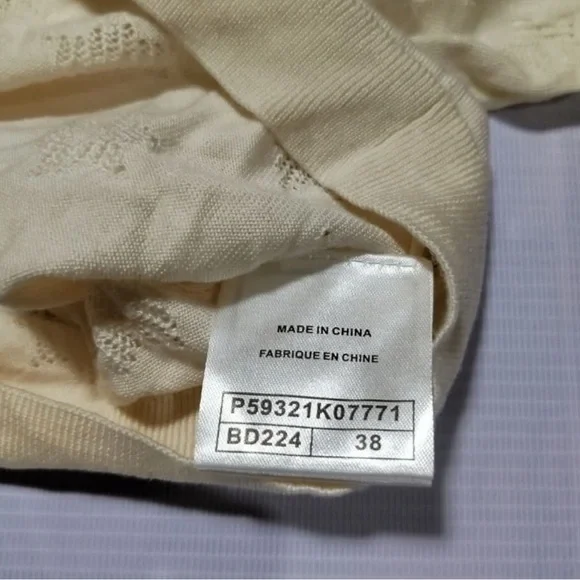 MADE IN CHINA
FABRIQUE EN CHINE
P59321K07771
BD224 38